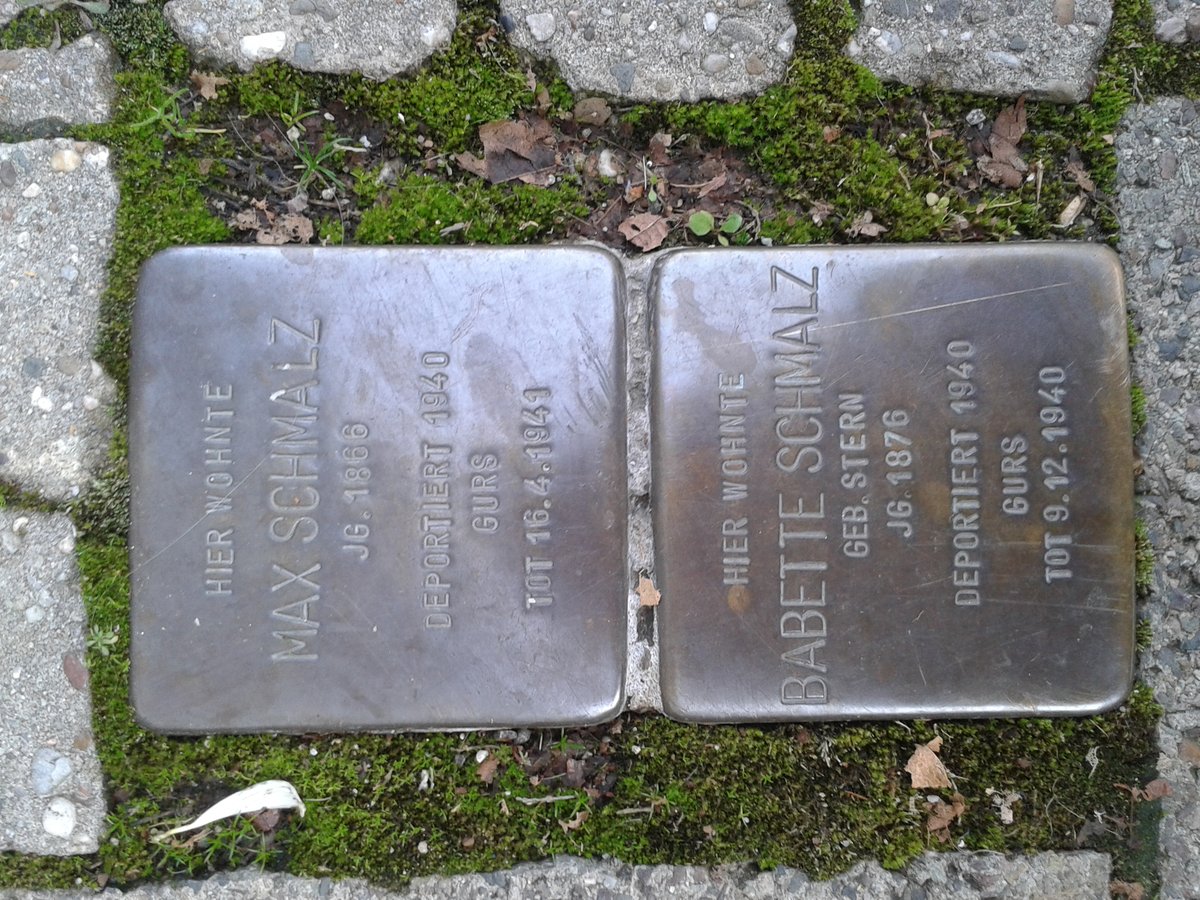 HIER WOHNTE
MAX SCHMALZ
JG. 1866
DEPORTIERT 1940
GURS
TOT 16.4.1941
HIER WOHNTE
BABETTE SCHMALZ
GEB. STERN
JG. 1876
DEPORTIERT 1940
GURS
TOT 9.12.1940